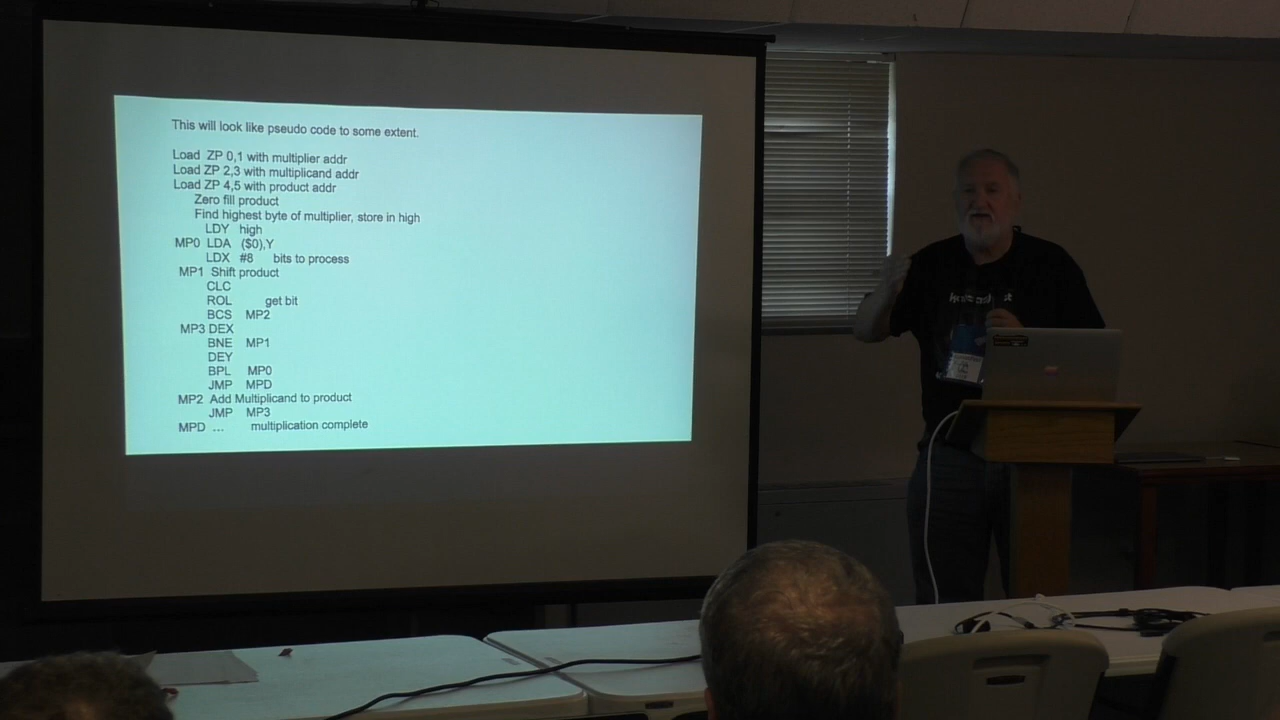 This will look like pseudo code to some extent.
Load ZP 0,1 with multiplier addr
Load ZP 2,3 with multiplicand addr
Load ZP 4,5 with product addr
Zero fill product
Find highest byte of multiplier, store in high
LDY high
MP0 LDA ($0),Y
LDX #8 bits to process
MP1 Shift product
CLC
ROL get bit
BCS MP2
MP3 DEX
BNE MP1
DEY
BPL MP0
JMP MPD
MP2 Add Multiplicand to product
JMP MP3
MPD ... multiplication complete